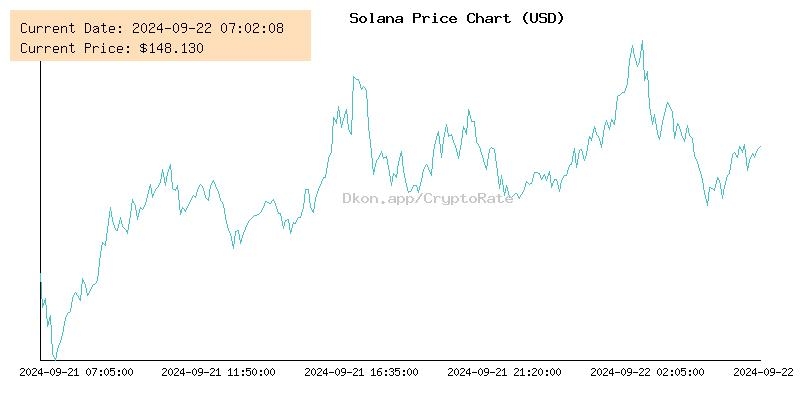 Solana Price Chart (USD)
Current Date: 2024-09-22 07:02:08
Current Price: $148.130
Dkon.app/CryptoRate
2024-09-21 07:05:00 2024-09-21 11:50:00 2024-09-21 16:35:00 2024-09-21 21:20:00 2024-09-22 02:05:00 2024-09-22